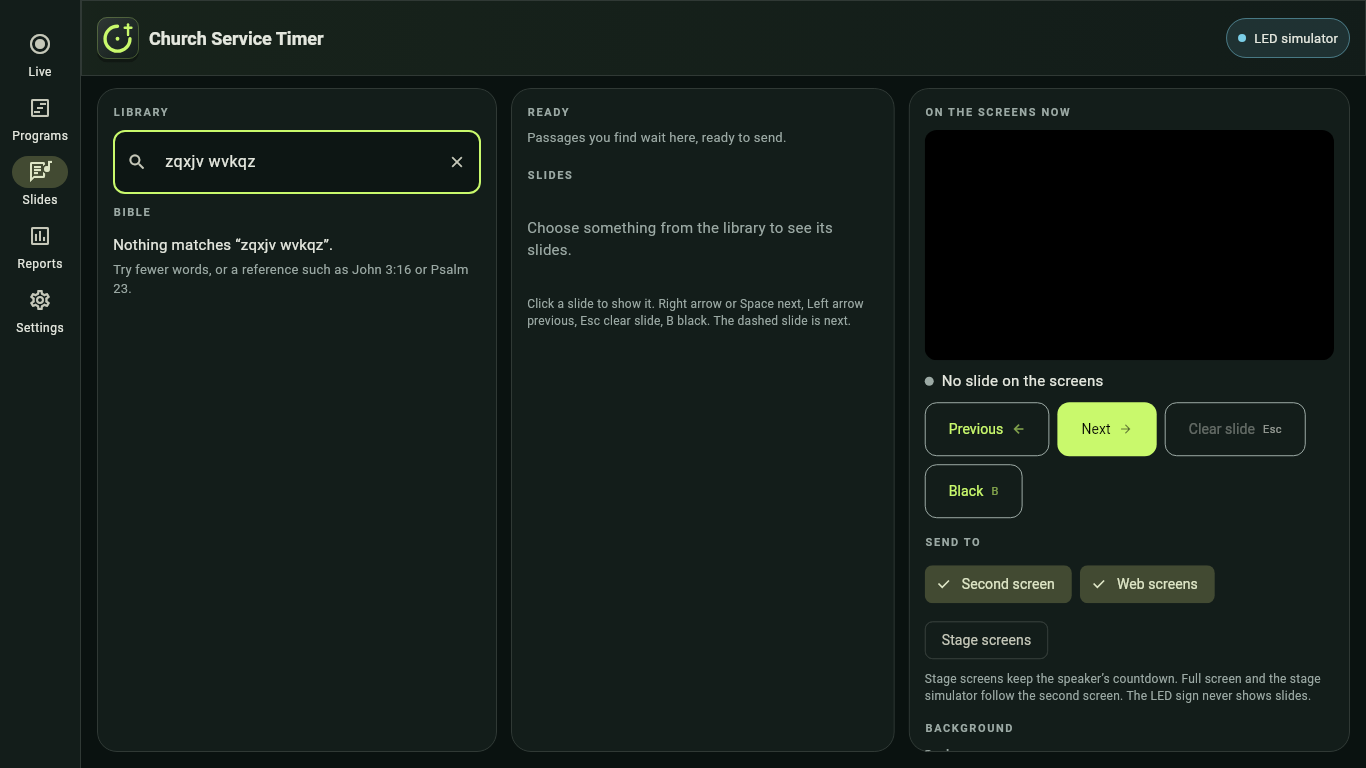 Live
Programs
Slides
Reports
Settings
Church Service Timer
LED simulator
LIBRARY
zqxjv wvkqz
BIBLE
Nothing matches “zqxjv wvkqz”.
Try fewer words, or a reference such as John 3:16 or Psalm
23.
READY
Passages you find wait here, ready to send.
SLIDES
Choose something from the library to see its
slides.
Click a slide to show it. Right arrow or Space next, Left arrow
previous, Esc clear slide, B black. The dashed slide is next.
ON THE SCREENS NOW
No slide on the screens
Previous
Next
Clear slide Esc
Black B
SEND TO
Second screen
Web screens
Stage screens
Stage screens keep the speaker’s countdown. Full screen and the stage
simulator follow the second screen. The LED sign never shows slides.
BACKGROUND